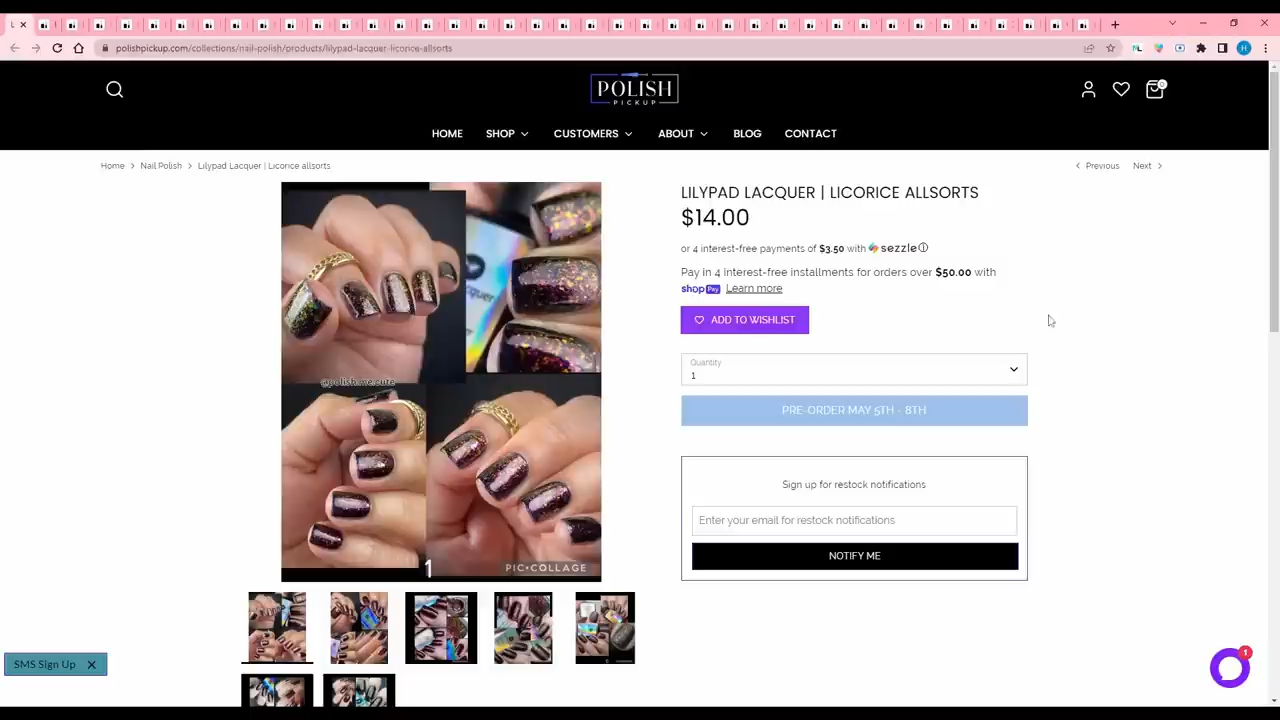 polishpickup.com/collections/nail-polish/products/lilypad-lacquer-licorice-allsorts
POLISH
PICKUP
0
HOME
SHOP
CUSTOMERS
ABOUT
BLOG
CONTACT
Home > Nail Polish > Lilypad Lacquer | Licorice allsorts
< Previous
Next >
LILYPAD LACQUER | LICORICE ALLSORTS
$14.00
or 4 interest-free payments of $3.50 with sezzle
Pay in 4 interest-free installments for orders over $50.00 with
shop Pay Learn more
ADD TO WISHLIST
Quantity
1
PRE-ORDER MAY 5TH - 8TH
Sign up for restock notifications
Enter your email for restock notifications
NOTIFY ME
@polish.me.cute
1
PIC•COLLAGE
SMS Sign Up
1
H